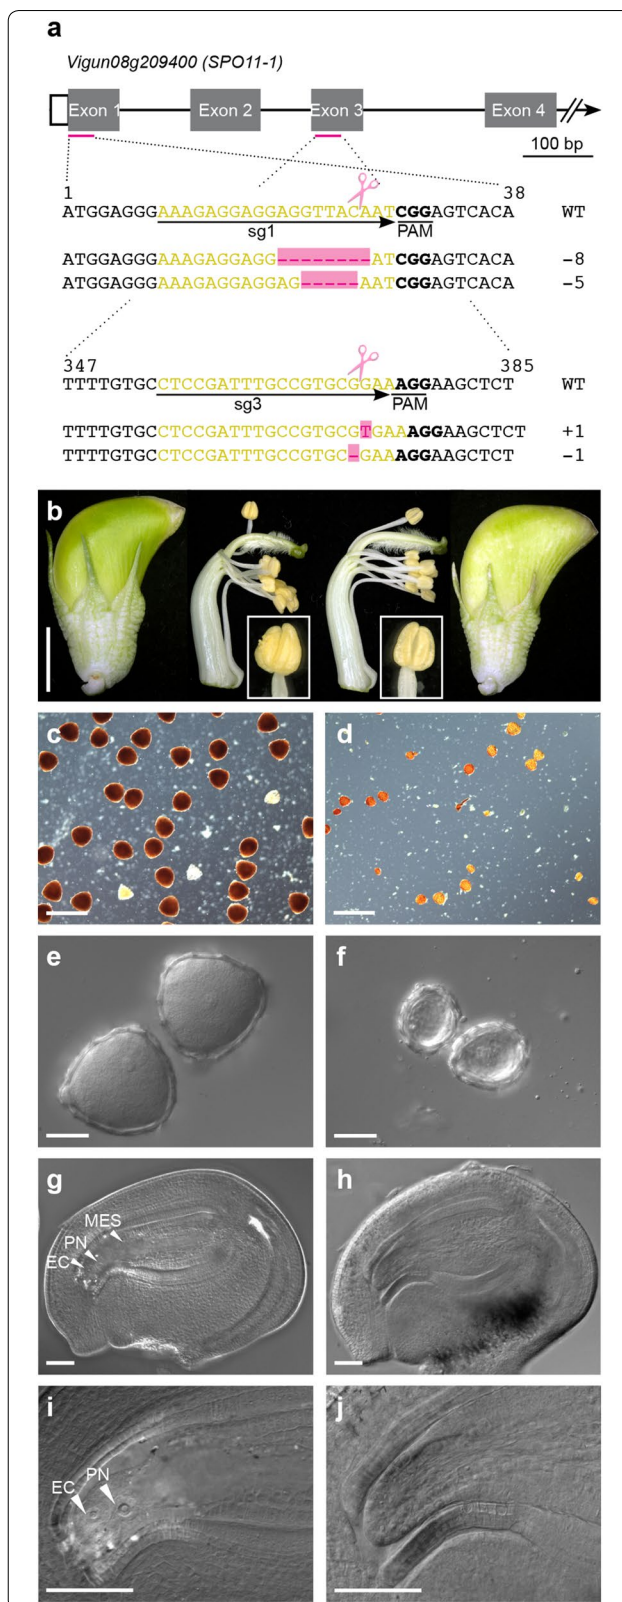 a
Vigun08g209400 (SPO11-1)
Exon 1 Exon 2 Exon 3 Exon 4
100 bp
1 38
ATGGAGGGAAAGAGGAGGAGGTTACAATCGGAGTCACA WT
sg1 PAM
ATGGAGGGAAAGAGGAGG--------ATCGGAGTCACA −8
ATGGAGGGAAAGAGGAGGAG-----AATCGGAGTCACA −5
347 385
TTTTGTGCCTCCGATTTGCCGTGCGGAAAGGAAGCTCT WT
sg3 PAM
TTTTGTGCCTCCGATTTGCCGTGCGTGAAAGGAAGCTCT +1
TTTTGTGCCTCCGATTTGCCGTGC-GAAAGGAAGCTCT −1
b
c d
e f
g h
MES
PN
EC
i j
PN
EC